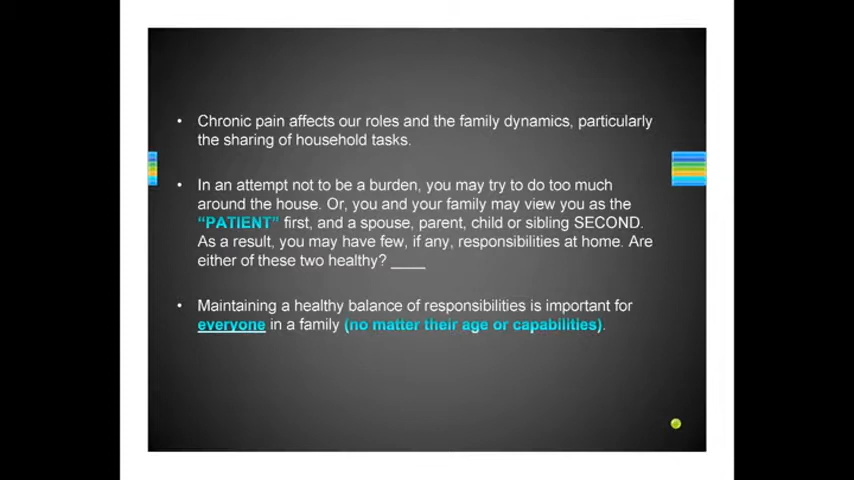 • Chronic pain affects our roles and the family dynamics, particularly
the sharing of household tasks.
• In an attempt not to be a burden, you may try to do too much
around the house. Or, you and your family may view you as the
“PATIENT” first, and a spouse, parent, child or sibling SECOND.
As a result, you may have few, if any, responsibilities at home. Are
either of these two healthy? ____
• Maintaining a healthy balance of responsibilities is important for
everyone in a family (no matter their age or capabilities).